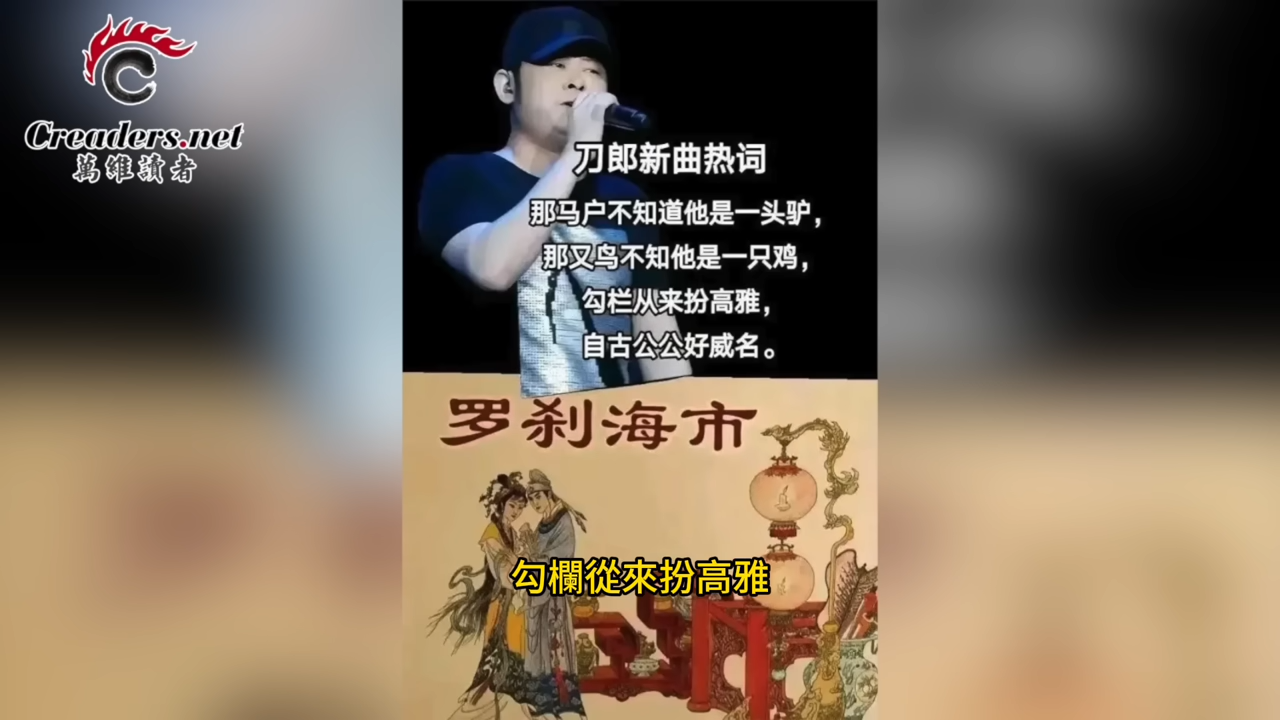 Creaders.net
萬維讀者
刀郎新曲热词
那马户不知道他是一头驴，
那又鸟不知他是一只鸡，
勾栏从来扮高雅，
自古公公好威名。
罗刹海市
勾欄從來扮高雅